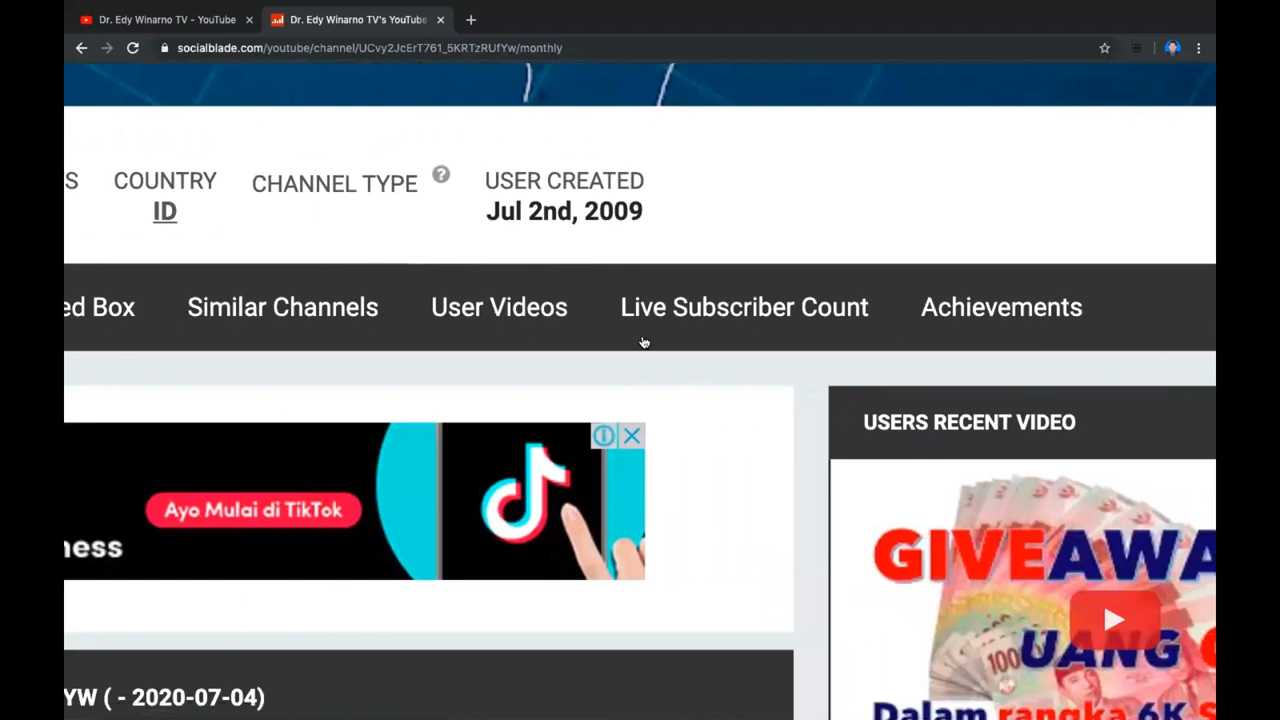 Dr. Edy Winarno TV - YouTube
Dr. Edy Winarno TV's YouTube
socialblade.com/youtube/channel/UCvy2JcErT761_5KRTzRUfYw/monthly
S
COUNTRY
ID
CHANNEL TYPE
?
USER CREATED
Jul 2nd, 2009
ed Box
Similar Channels
User Videos
Live Subscriber Count
Achievements
Ayo Mulai di TikTok
ness
USERS RECENT VIDEO
GIVEAWA
UANG
Dalam rangka 6K S
100
YW ( - 2020-07-04)